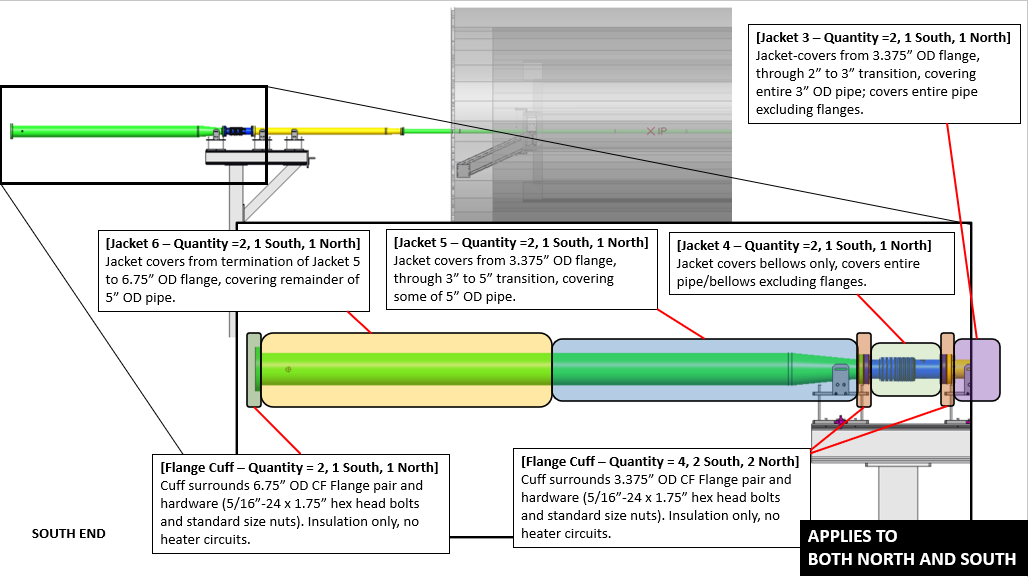 [Jacket 3 – Quantity =2, 1 South, 1 North]
Jacket-covers from 3.375” OD flange,
through 2” to 3” transition, covering
entire 3” OD pipe; covers entire pipe
excluding flanges.
IP
[Jacket 6 – Quantity =2, 1 South, 1 North]
Jacket covers from termination of Jacket 5
to 6.75” OD flange, covering remainder of
5” OD pipe.
[Jacket 5 – Quantity =2, 1 South, 1 North]
Jacket covers from 3.375” OD flange,
through 3” to 5” transition, covering
some of 5” OD pipe.
[Jacket 4 – Quantity =2, 1 South, 1 North]
Jacket covers bellows only, covers entire
pipe/bellows excluding flanges.
[Flange Cuff – Quantity = 2, 1 South, 1 North]
Cuff surrounds 6.75” OD CF Flange pair and
hardware (5/16”-24 x 1.75” hex head bolts
and standard size nuts). Insulation only, no
heater circuits.
[Flange Cuff – Quantity = 4, 2 South, 2 North]
Cuff surrounds 3.375” OD CF Flange pair and
hardware (5/16”-24 x 1.75” hex head bolts
and standard size nuts). Insulation only, no
heater circuits.
SOUTH END
APPLIES TO
BOTH NORTH AND SOUTH